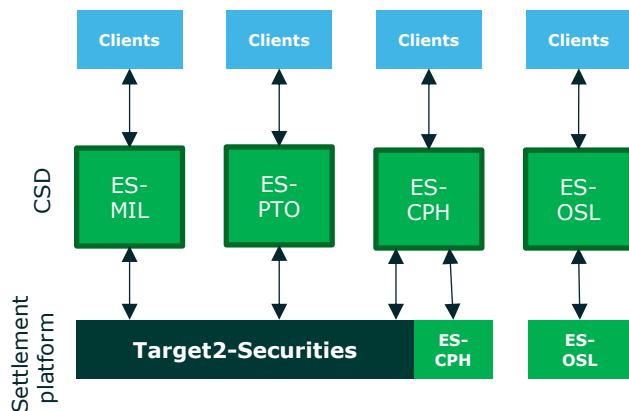 Clients
Clients
Clients
Clients
CSD
ES-
MIL
ES-
PTO
ES-
CPH
ES-
OSL
Settlement
platform
Target2-Securities
ES-
CPH
ES-
OSL